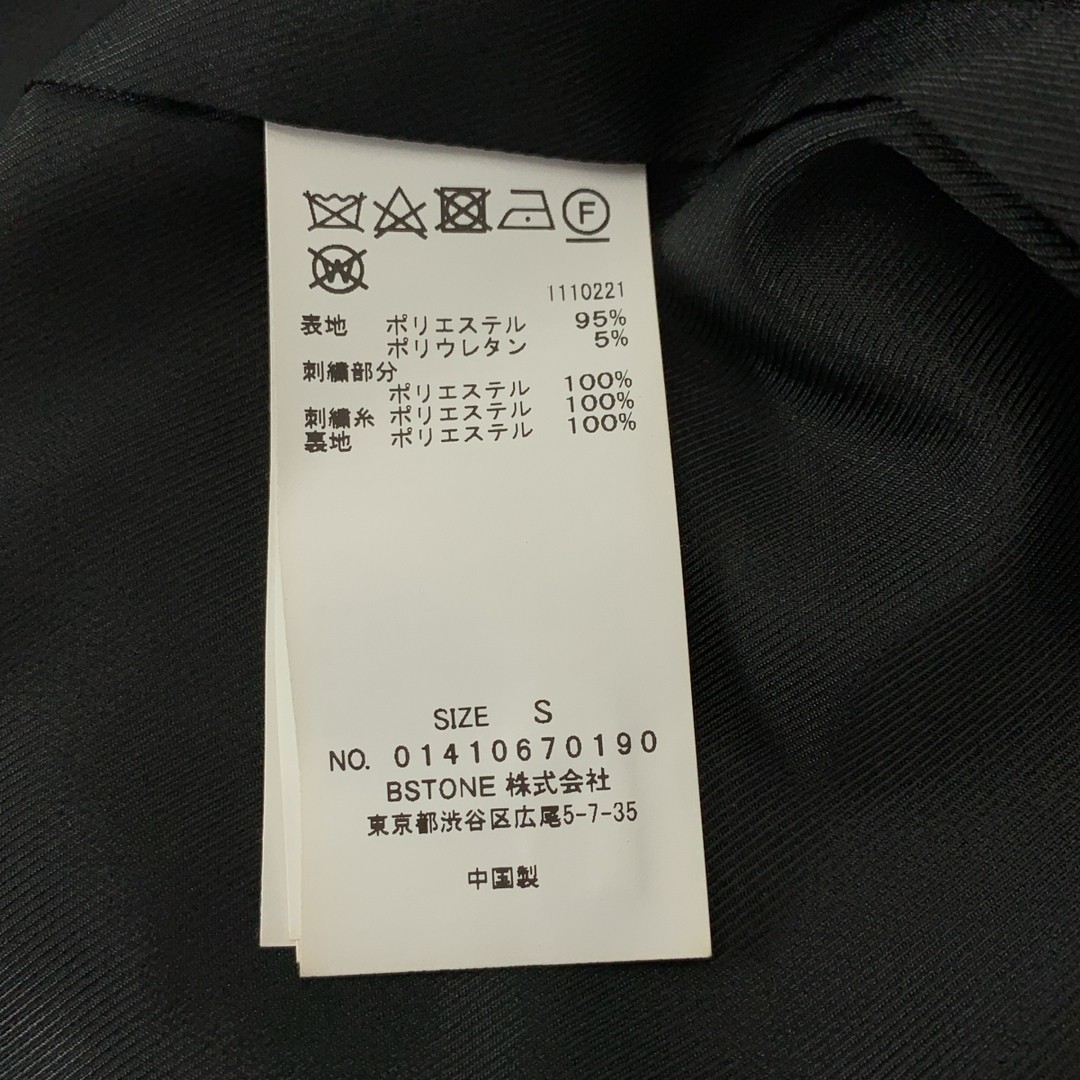 F
W
I110221
表地 ポリエステル 95%
ポリウレタン 5%
刺繍部分
ポリエステル 100%
刺繍糸 ポリエステル 100%
裏地 ポリエステル 100%
SIZE S
NO. 01410670190
BSTONE 株式会社
東京都渋谷区広尾5-7-35
中国製